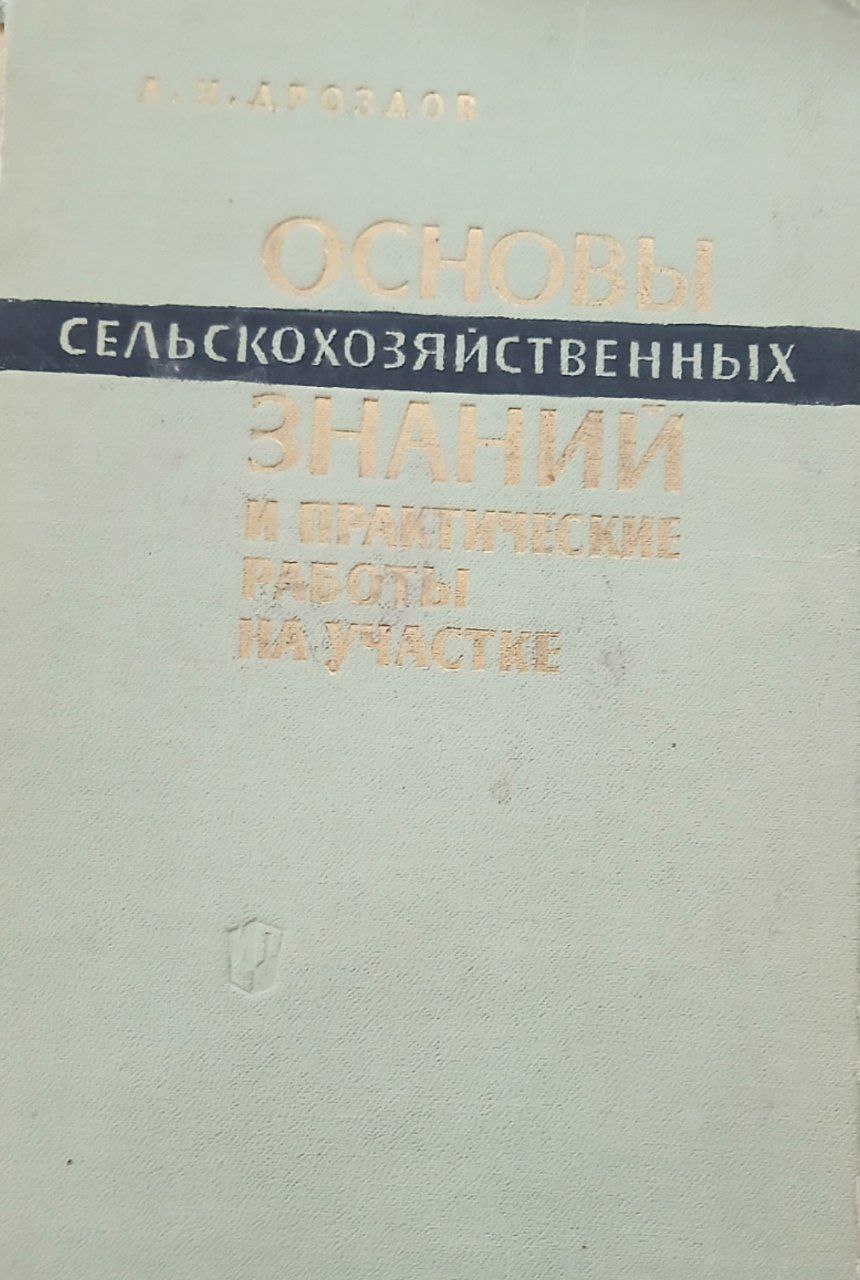 А. Н. ДРОЗДОВ
ОСНОВЫ
СЕЛЬСКОХОЗЯЙСТВЕННЫХ
ЗНАНИЙ
И ПРАКТИЧЕСКИЕ
РАБОТЫ
НА УЧАСТКЕ